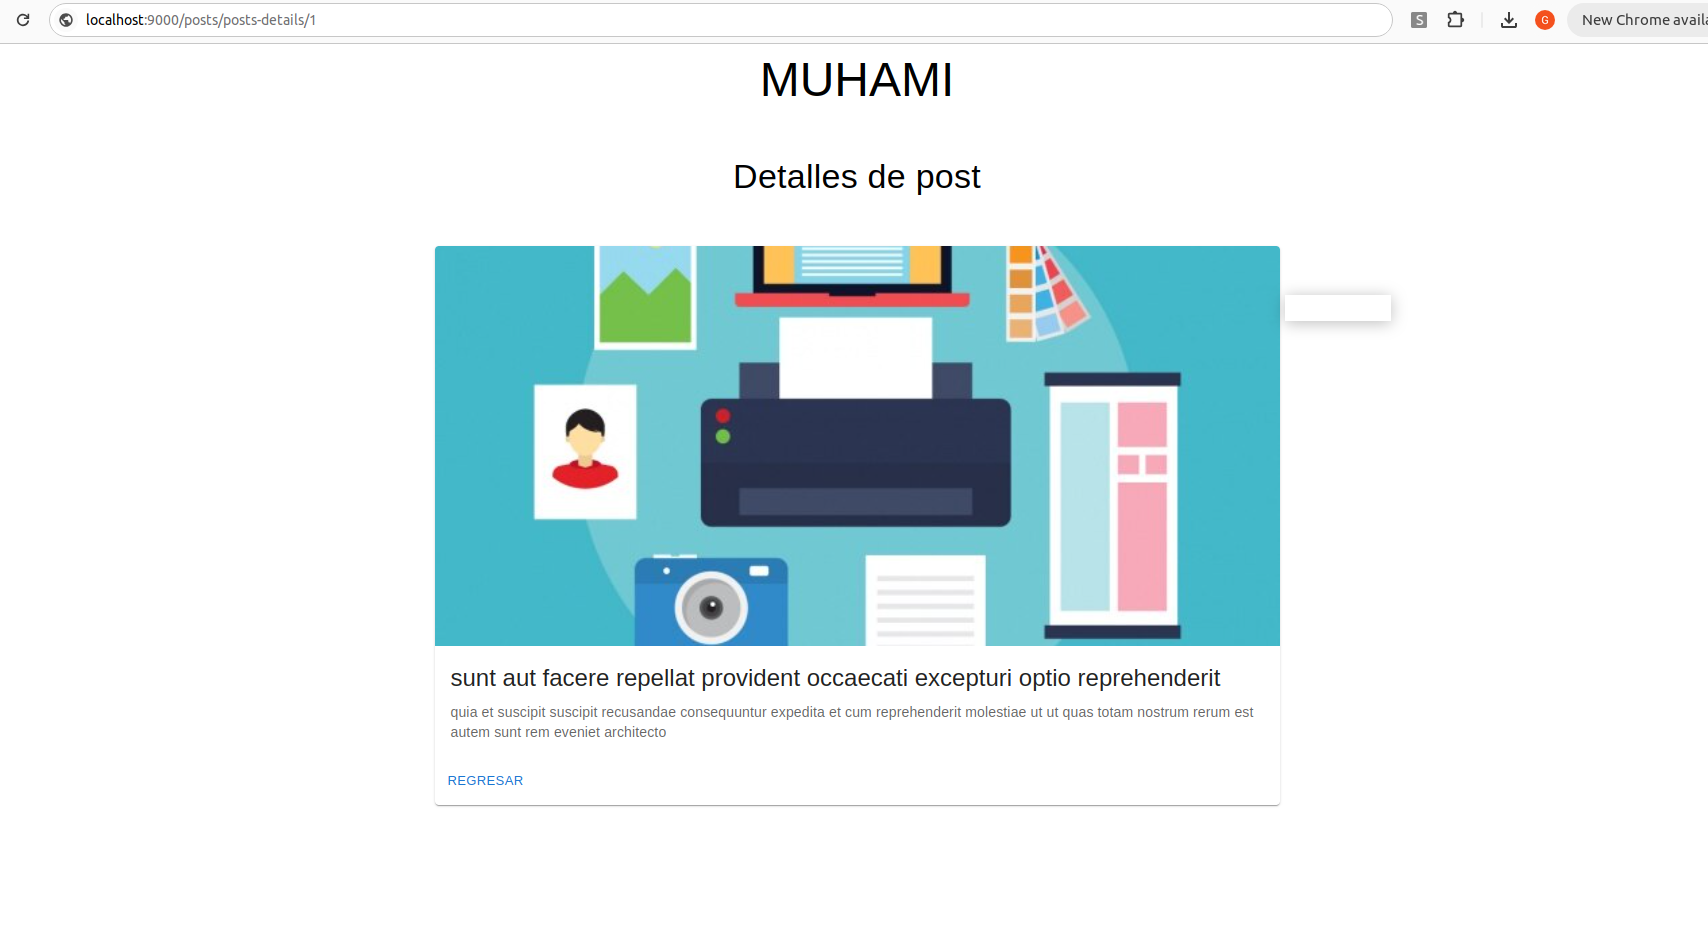 localhost:9000/posts/posts-details/1
S
G
New Chrome availa
MUHAMI
Detalles de post
sunt aut facere repellat provident occaecati excepturi optio reprehenderit
quia et suscipit suscipit recusandae consequuntur expedita et cum reprehenderit molestiae ut ut quas totam nostrum rerum est
autem sunt rem eveniet architecto
REGRESAR